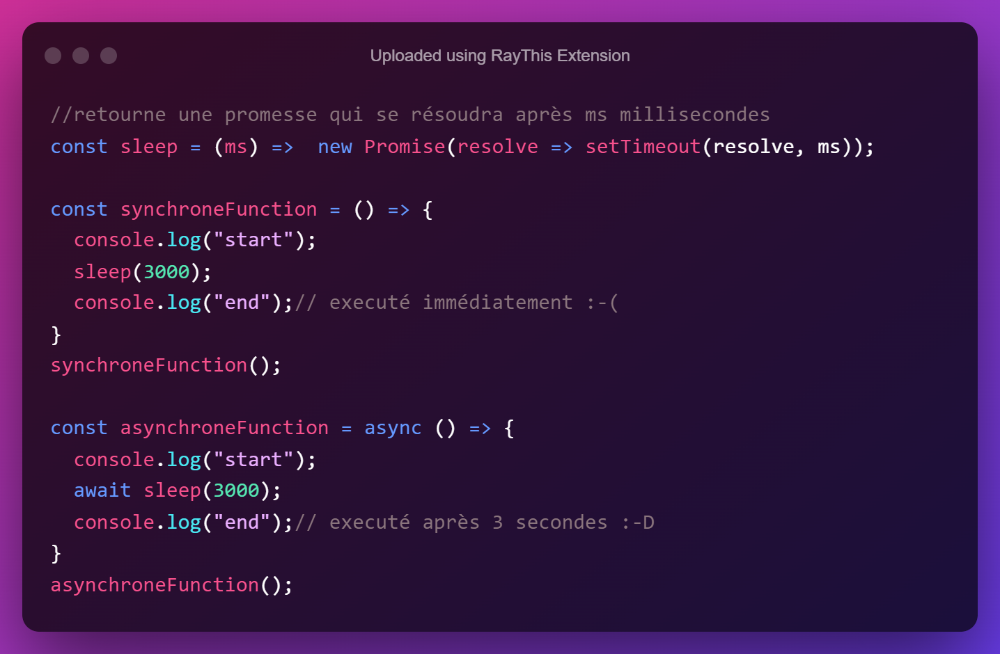 Uploaded using RayThis Extension
//retourne une promesse qui se résoudra après ms millisecondes
const sleep = (ms) =>  new Promise(resolve => setTimeout(resolve, ms));
const synchroneFunction = () => {
  console.log("start");
  sleep(3000);
  console.log("end");// executé immédiatement :-(
}
synchroneFunction();
const asynchroneFunction = async () => {
  console.log("start");
  await sleep(3000);
  console.log("end");// executé après 3 secondes :-D
}
asynchroneFunction();